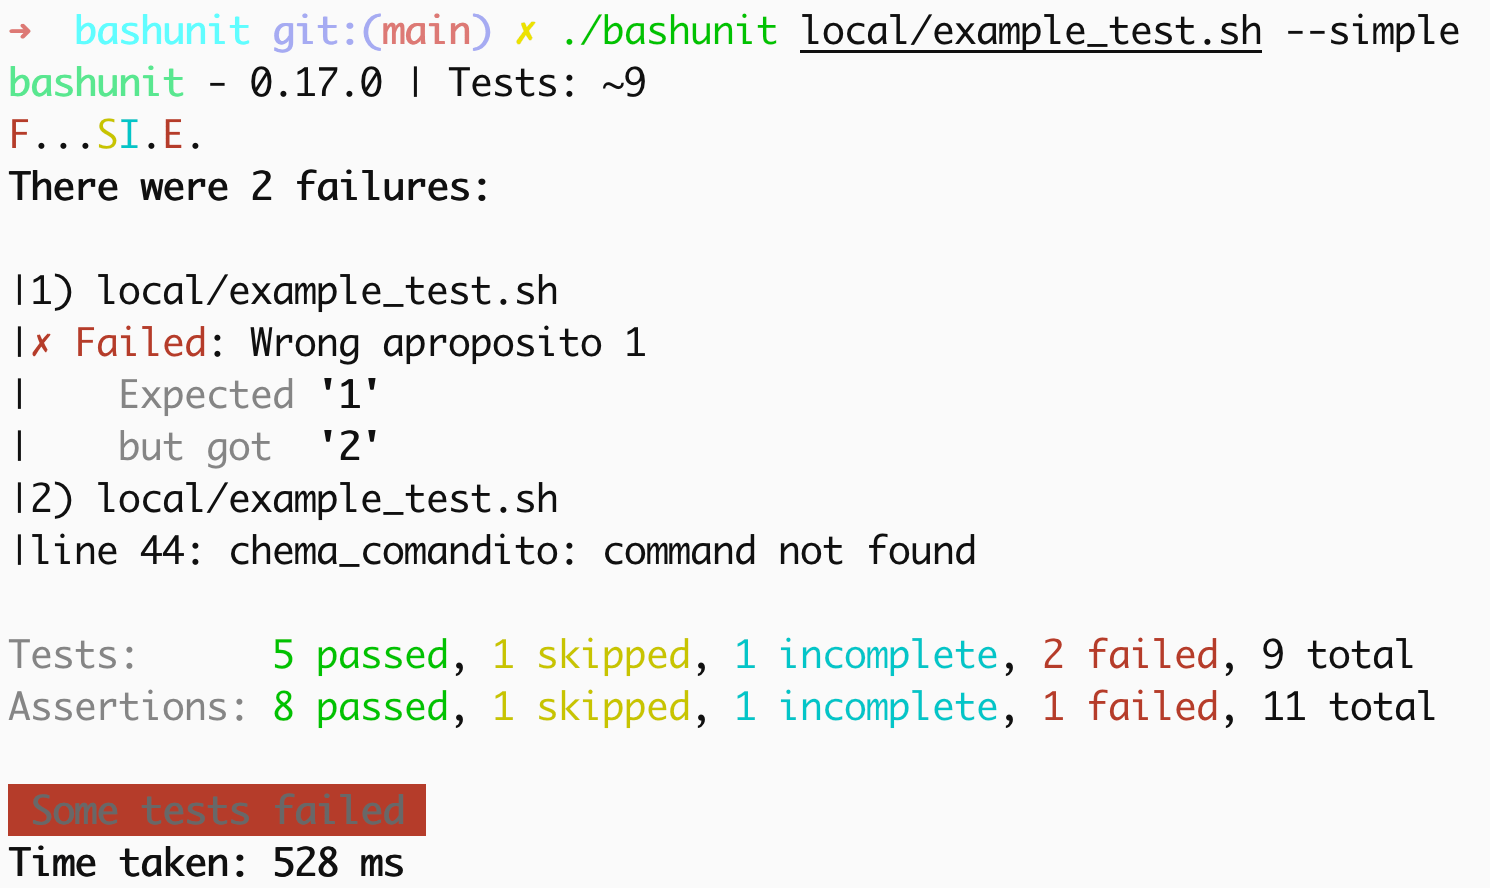 ➜  bashunit git:(main) ✗ ./bashunit local/example_test.sh --simple
bashunit - 0.17.0 | Tests: ~9
F...SI.E.
There were 2 failures:

|1) local/example_test.sh
|✗ Failed: Wrong aproposito 1
|    Expected '1'
|    but got  '2'
|2) local/example_test.sh
|line 44: chema_comandito: command not found

Tests:      5 passed, 1 skipped, 1 incomplete, 2 failed, 9 total
Assertions: 8 passed, 1 skipped, 1 incomplete, 1 failed, 11 total

Some tests failed
Time taken: 528 ms